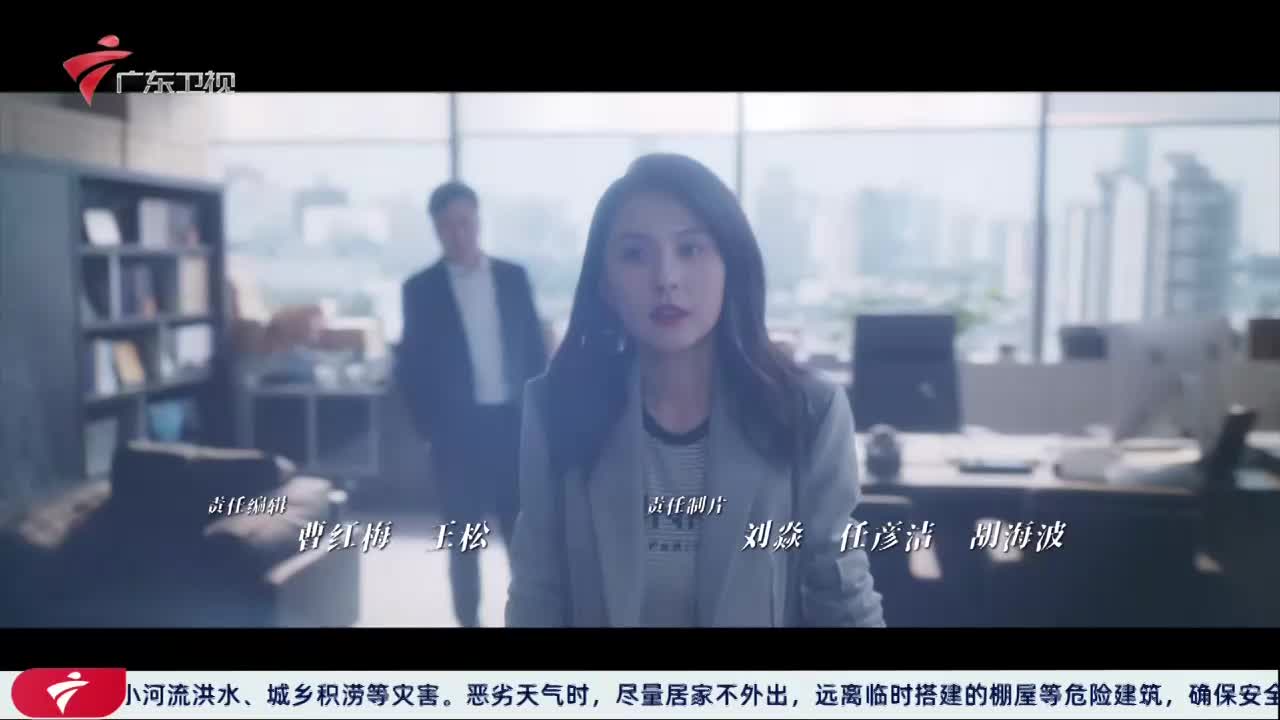 广东卫视
责任编辑
曹红梅 王松
责任制片
刘焱 任彦洁 胡海波
小河流洪水、城乡积涝等灾害。恶劣天气时，尽量居家不外出，远离临时搭建的棚屋等危险建筑，确保安全